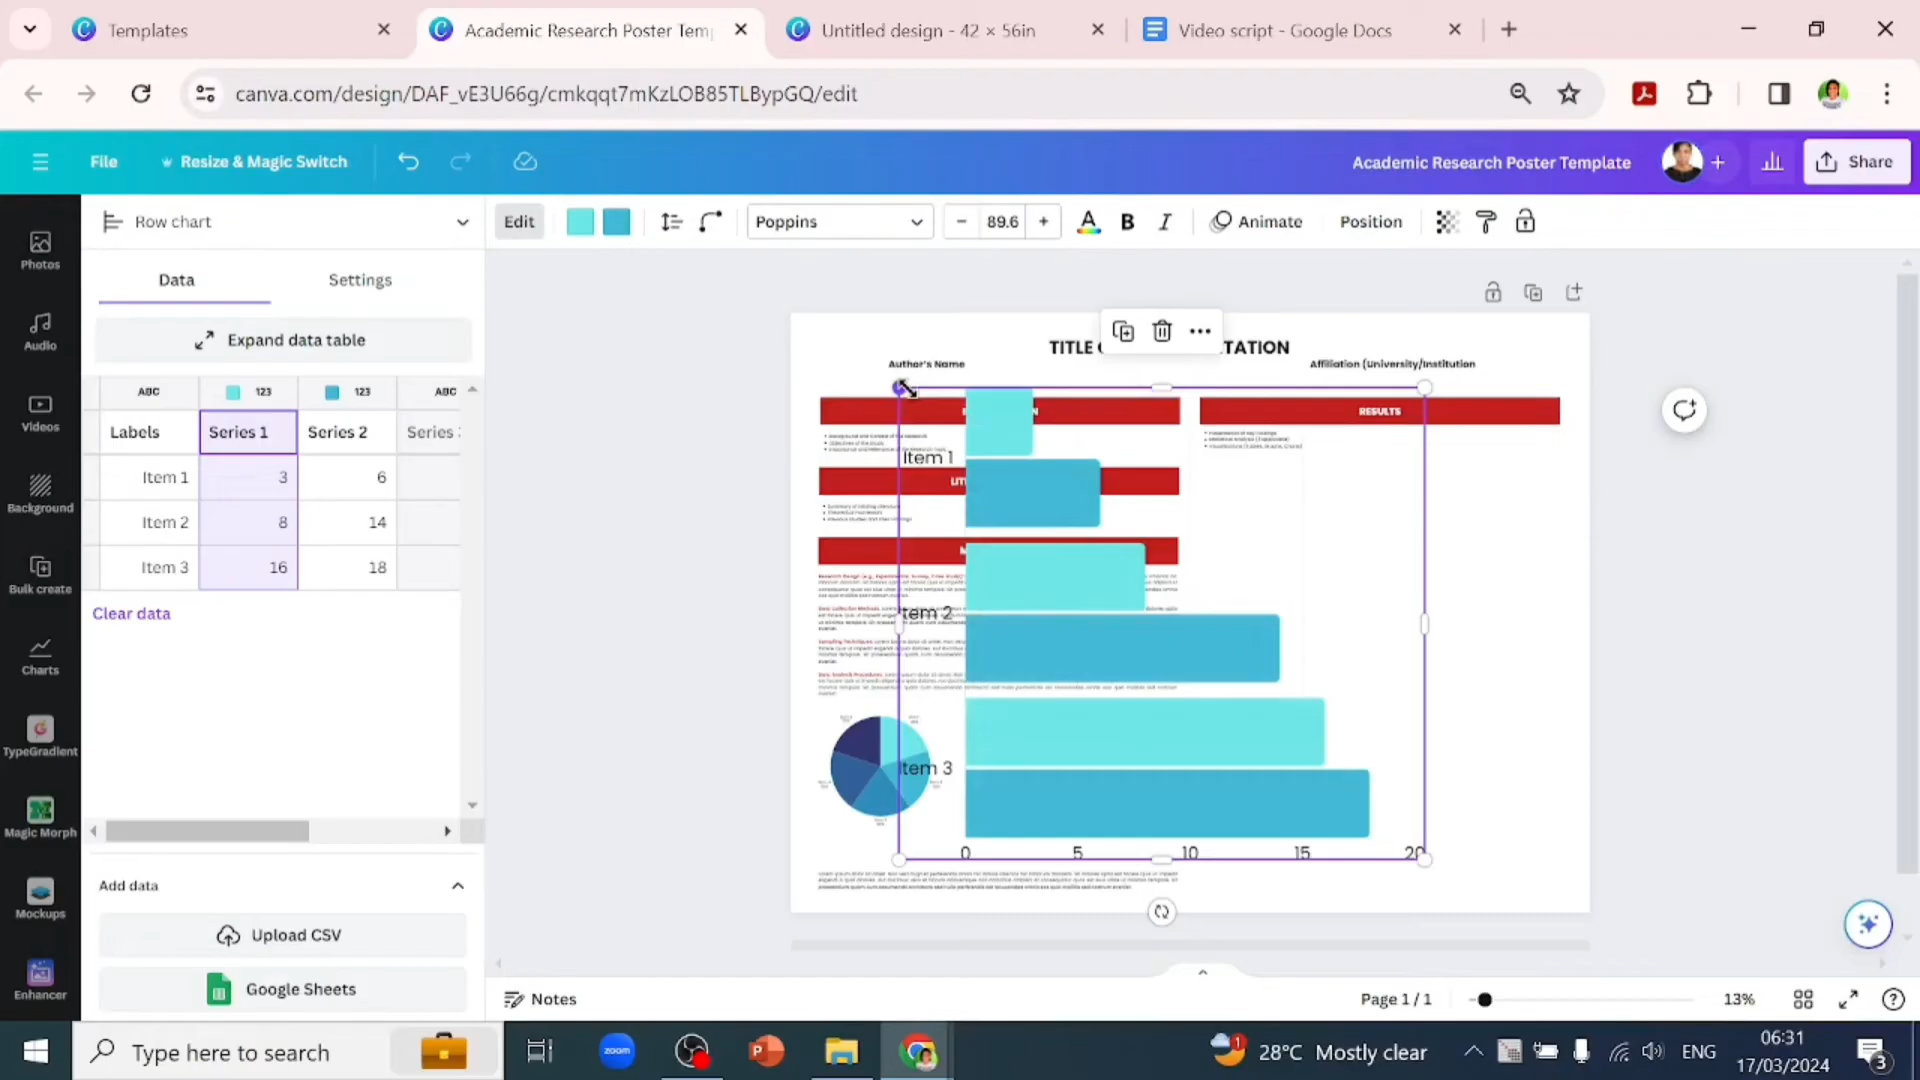 Templates
Academic Research Poster Temp
Untitled design - 42 × 56in
Video script - Google Docs
canva.com/design/DAF_vE3U66g/cmkqqt7mKzLOB85TLBypGQ/edit
File
Resize & Magic Switch
Academic Research Poster Template
Share
Row chart
Edit
Poppins
89.6
B
I
Animate
Position
Photos
Audio
Videos
Background
Bulk create
Charts
TypeGradient
Magic Morph
Mockups
Enhancer
Data
Settings
Expand data table
ABC 123 123 ABC
Labels Series 1 Series 2 Series
Item 1 3 6
Item 2 8 14
Item 3 16 18
Clear data
Add data
Upload CSV
Google Sheets
TITLE
TATION
Author's Name
Affiliation (University/Institution
RESULTS
Item 1
Item 2
Item 3
0 5 10 15 20
Notes
Page 1 / 1
13%
Type here to search
zoom
1
28°C Mostly clear
ENG
06:31
17/03/2024
3